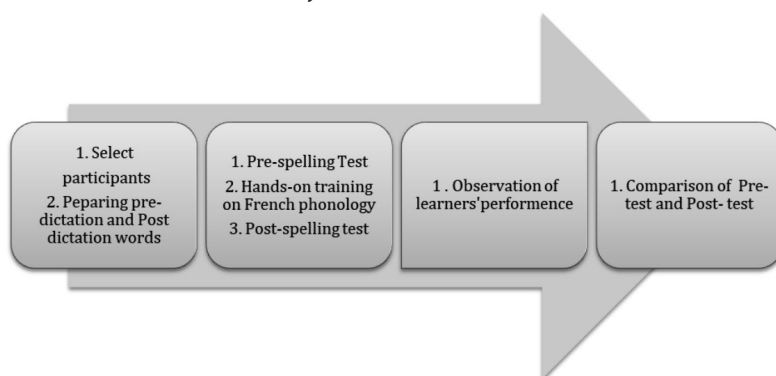 1. Select
participants
2. Peparing pre-
dictation and Post
dictation words
1. Pre-spelling Test
2. Hands-on training
on French phonology
3. Post-spelling test
1 . Observation of
learners'performence
1. Comparison of Pre-
test and Post- test